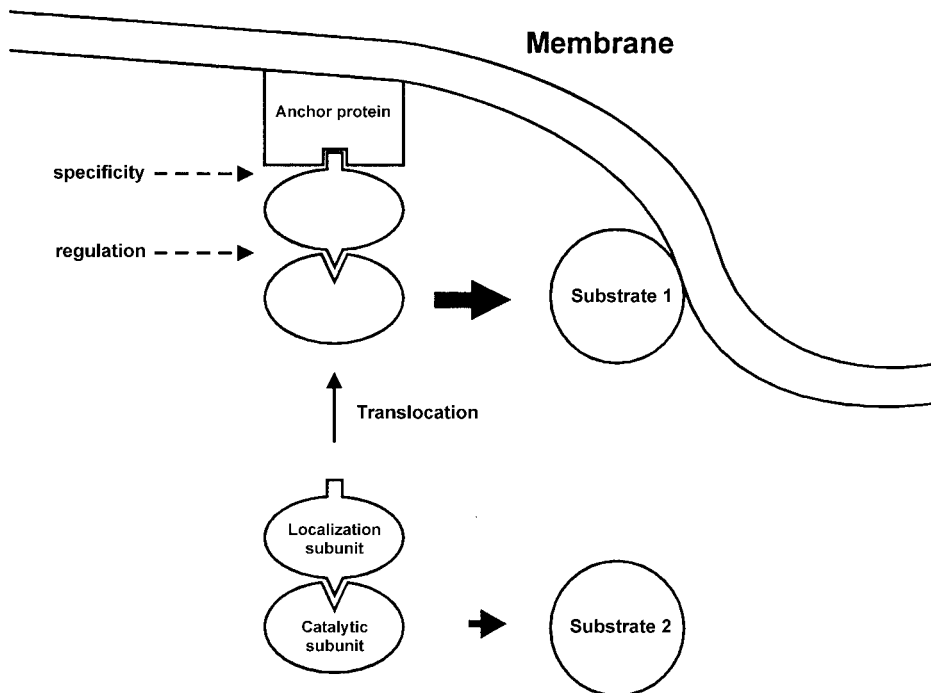 Membrane
Anchor protein
specificity
regulation
Substrate 1
Translocation
Localization
subunit
Catalytic
subunit
Substrate 2